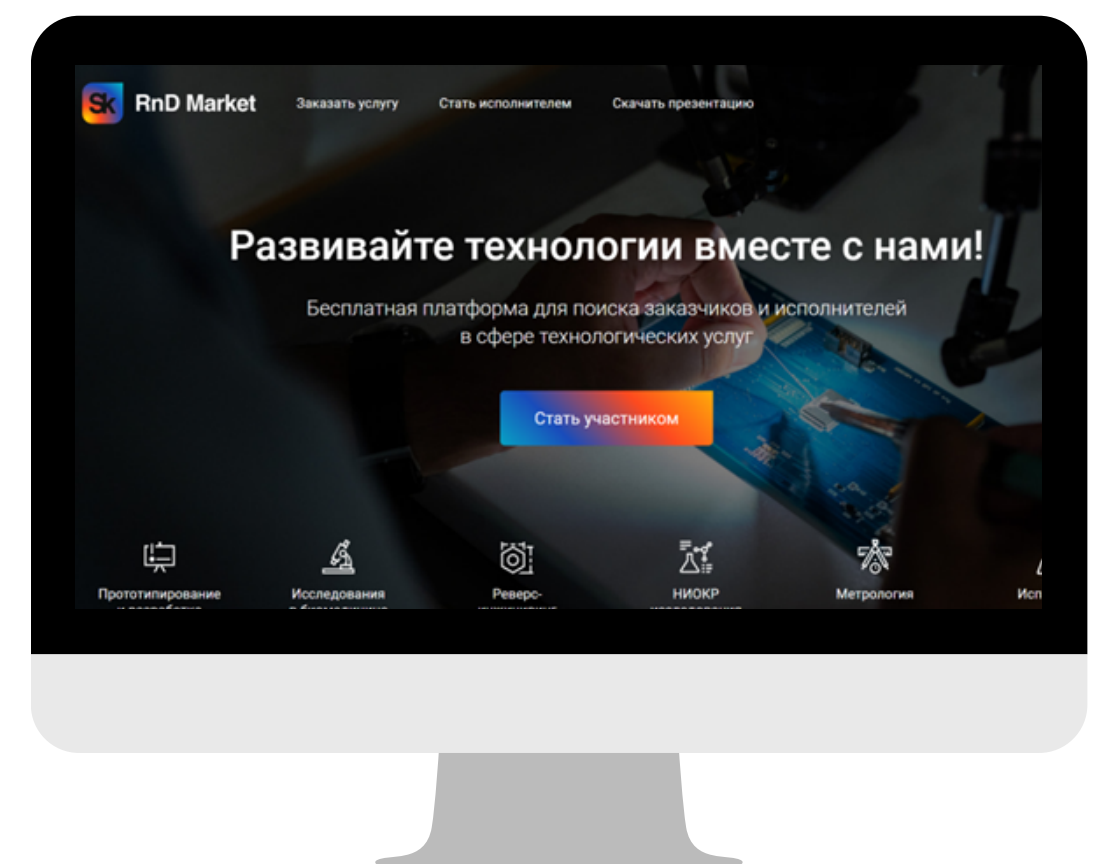 Sk
RnD Market
Заказать услугу
Стать исполнителем
Скачать презентацию
Развивайте технологии вместе с нами!
Бесплатная платформа для поиска заказчиков и исполнителей
в сфере технологических услуг
Стать участником
Прототипирование
Исследования
Реверс-
НИОКР
Метрология